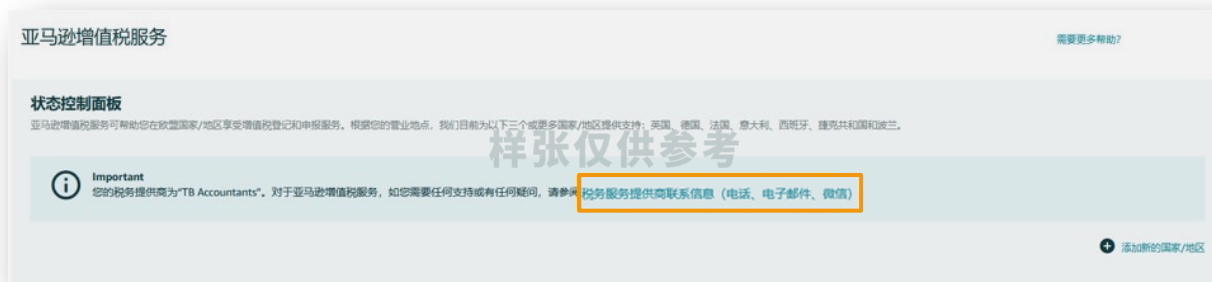 亚马逊增值税服务
需要更多帮助?
状态控制面板
亚马逊增值税服务可帮助您在欧盟国家/地区享受增值税登记和申报服务。根据您的营业地点，我们目前为以下三个或更多国家/地区提供支持：英国、德国、法国、意大利、西班牙、捷克共和国和波兰。
样张仅供参考
Important
您的税务提供商为“TB Accountants”。对于亚马逊增值税服务，如您需要任何支持或有任何疑问，请参阅税务服务提供商联系信息（电话、电子邮件、微信）
添加新的国家/地区